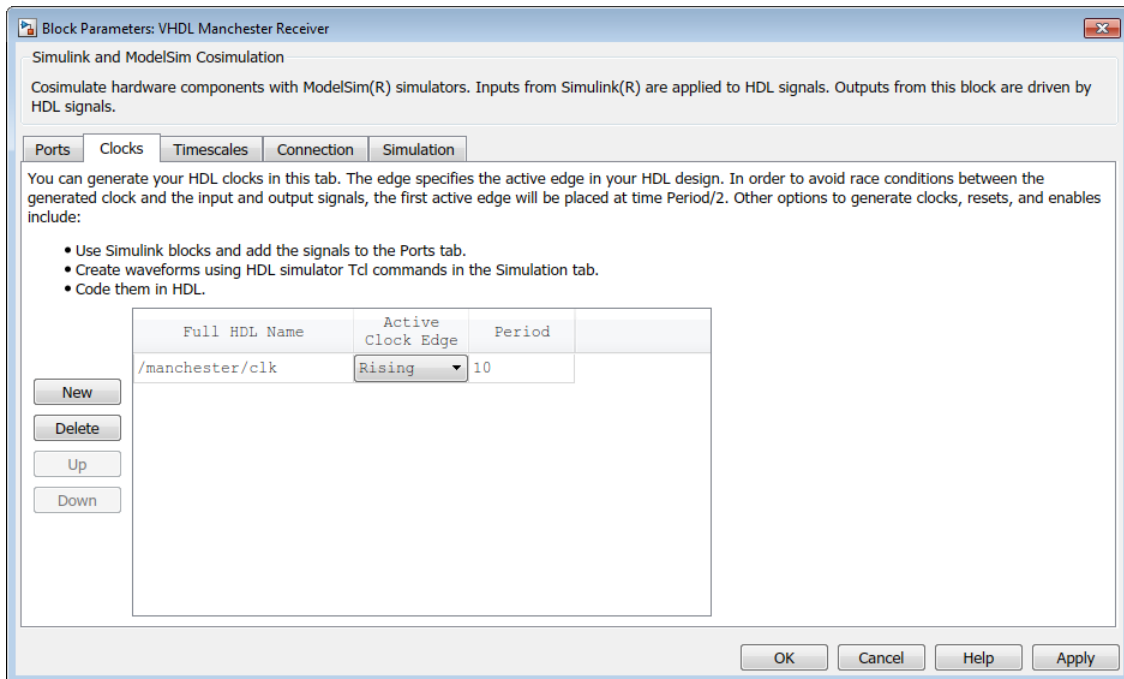 Block Parameters: VHDL Manchester Receiver
Simulink and ModelSim Cosimulation
Cosimulate hardware components with ModelSim(R) simulators. Inputs from Simulink(R) are applied to HDL signals. Outputs from this block are driven by
HDL signals.
Ports Clocks Timescales Connection Simulation
You can generate your HDL clocks in this tab. The edge specifies the active edge in your HDL design. In order to avoid race conditions between the
generated clock and the input and output signals, the first active edge will be placed at time Period/2. Other options to generate clocks, resets, and enables
include:
• Use Simulink blocks and add the signals to the Ports tab.
• Create waveforms using HDL simulator Tcl commands in the Simulation tab.
• Code them in HDL.
Full HDL Name Active Clock Edge Period
/manchester/clk Rising 10
New
Delete
Up
Down
OK Cancel Help Apply